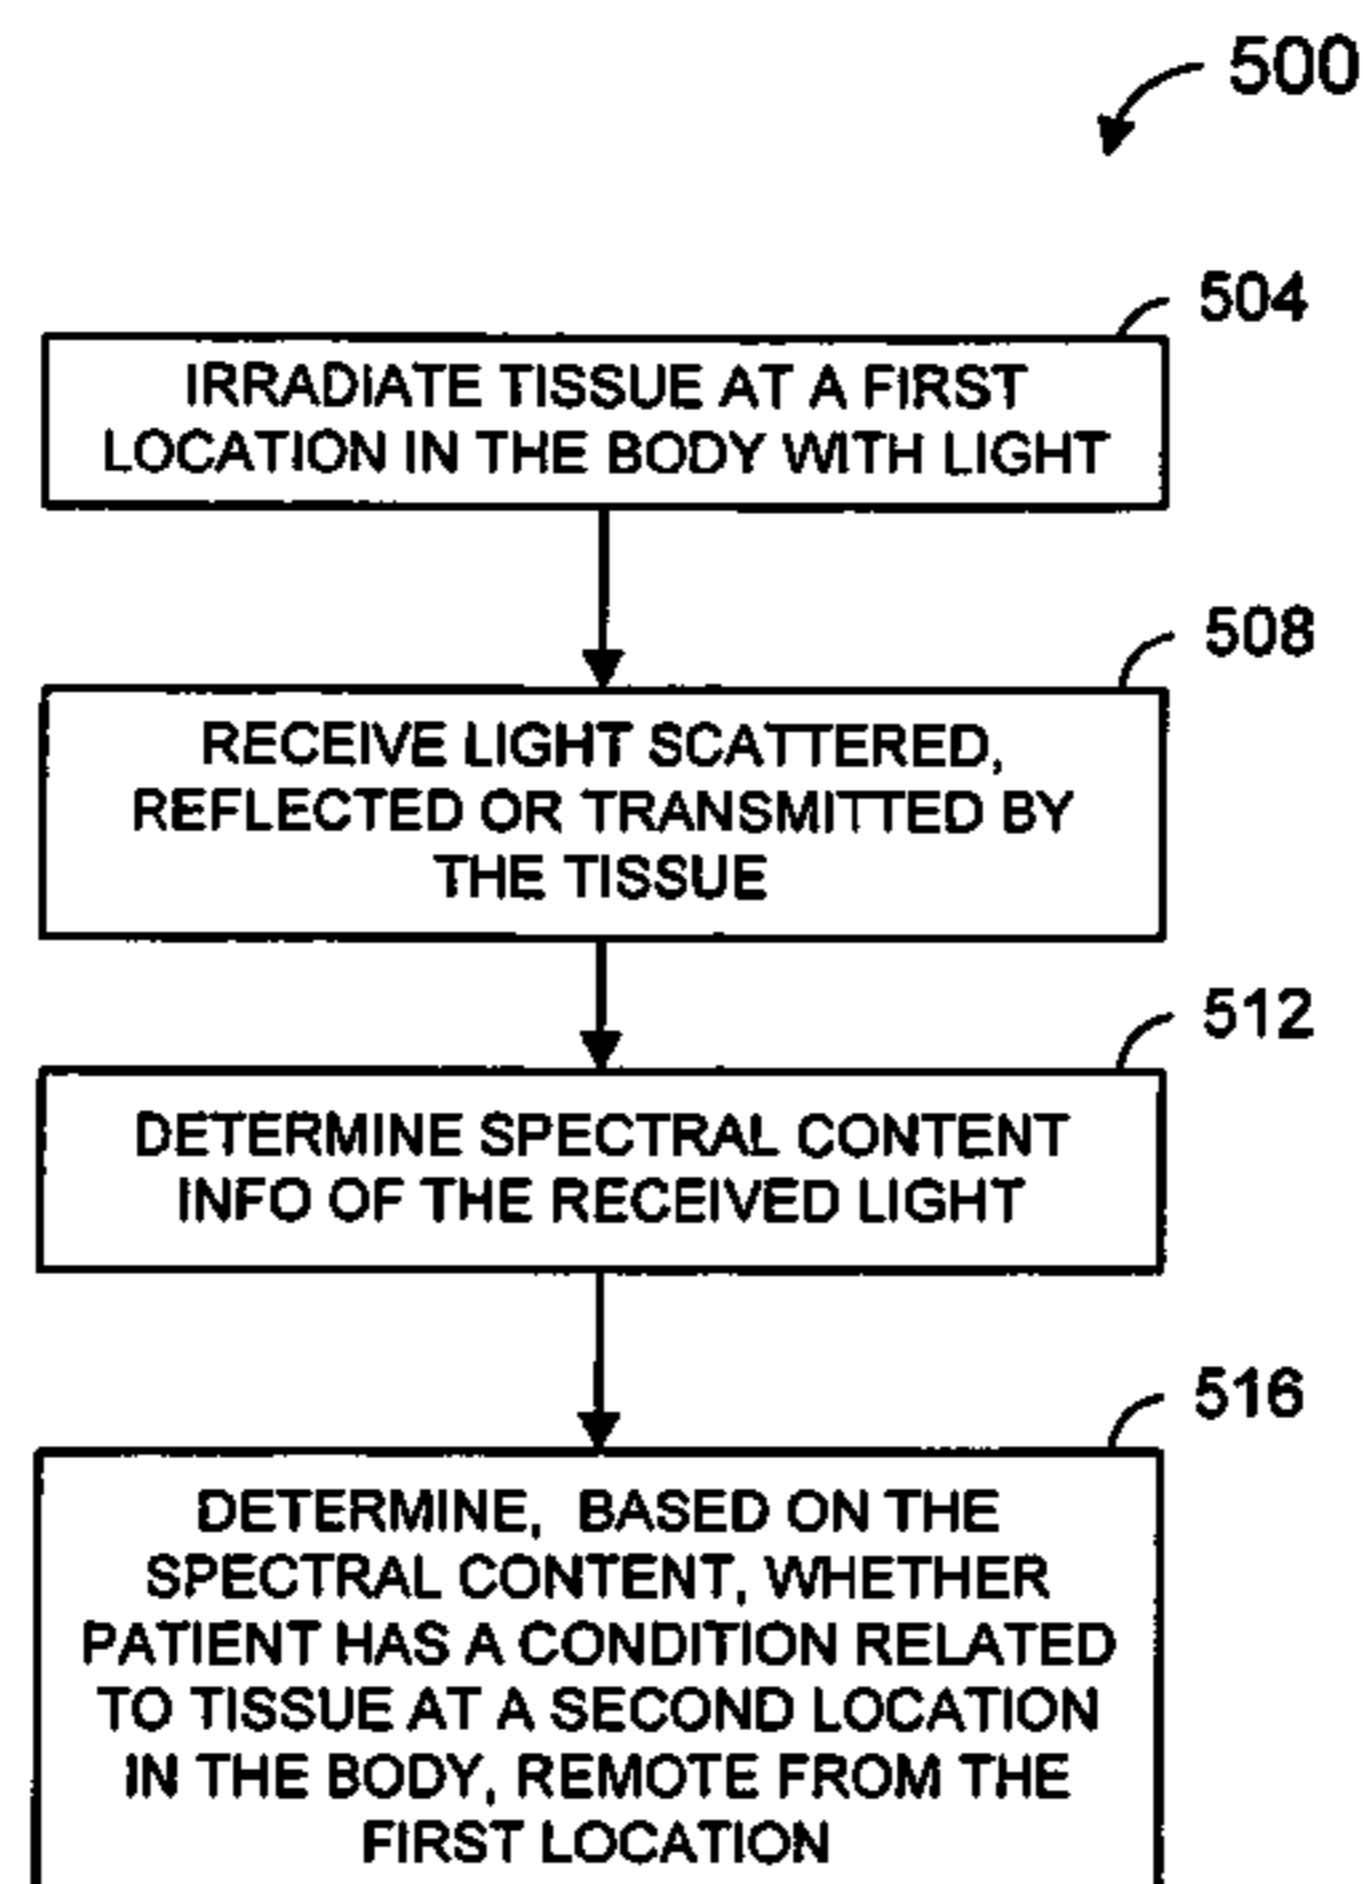 500
504
IRRADIATE TISSUE AT A FIRST
LOCATION IN THE BODY WITH LIGHT
508
RECEIVE LIGHT SCATTERED,
REFLECTED OR TRANSMITTED BY
THE TISSUE
512
DETERMINE SPECTRAL CONTENT
INFO OF THE RECEIVED LIGHT
516
DETERMINE, BASED ON THE
SPECTRAL CONTENT, WHETHER
PATIENT HAS A CONDITION RELATED
TO TISSUE AT A SECOND LOCATION
IN THE BODY, REMOTE FROM THE
FIRST LOCATION